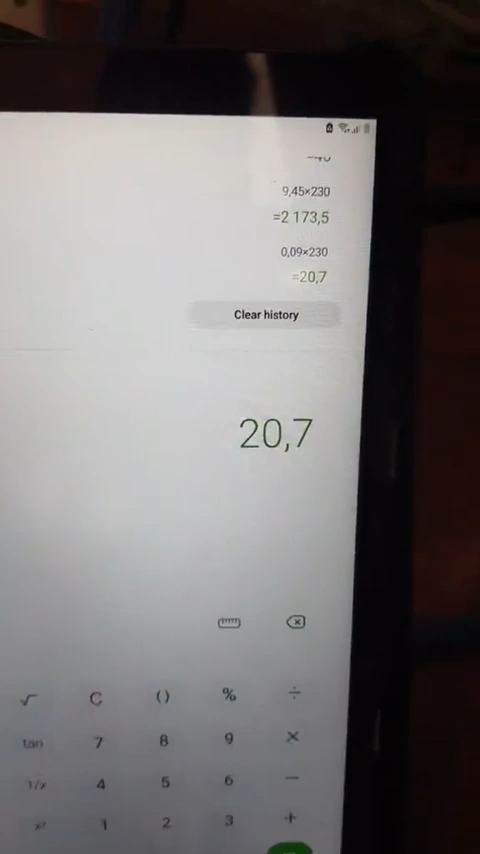 9,45×230
=2 173,5
0,09×230
=20,7
Clear history
20,7
√ C () % ÷
tan 7 8 9 ×
1/x 4 5 6 −
x² 1 2 3 +